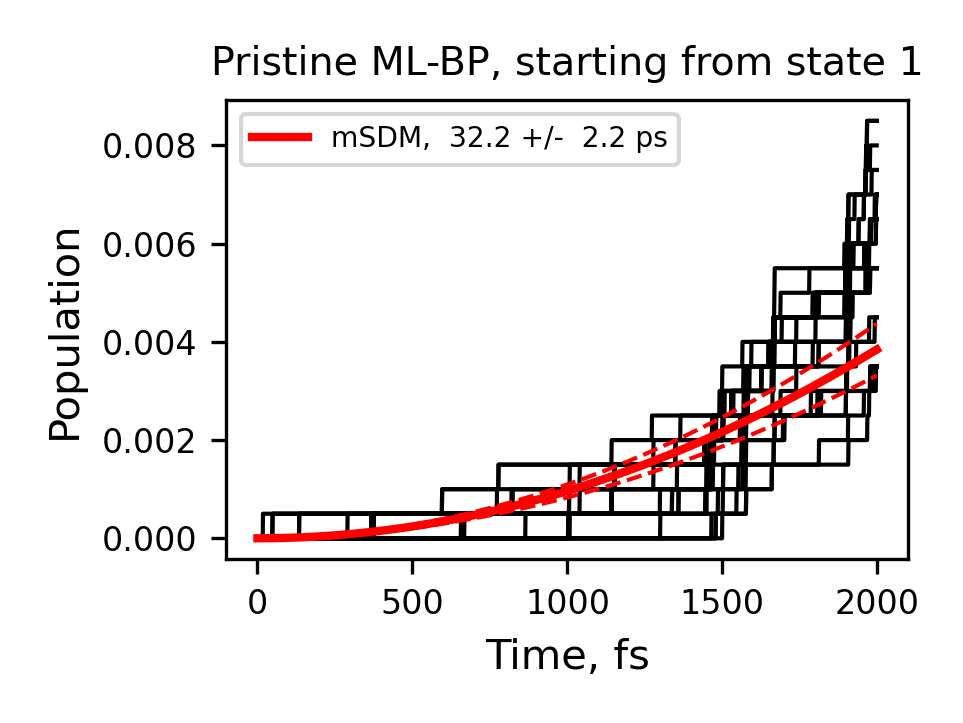 Pristine ML-BP, starting from state 1
mSDM,  32.2 +/-  2.2 ps
0.008
0.006
0.004
0.002
0.000
Population
0 500 1000 1500 2000
Time, fs